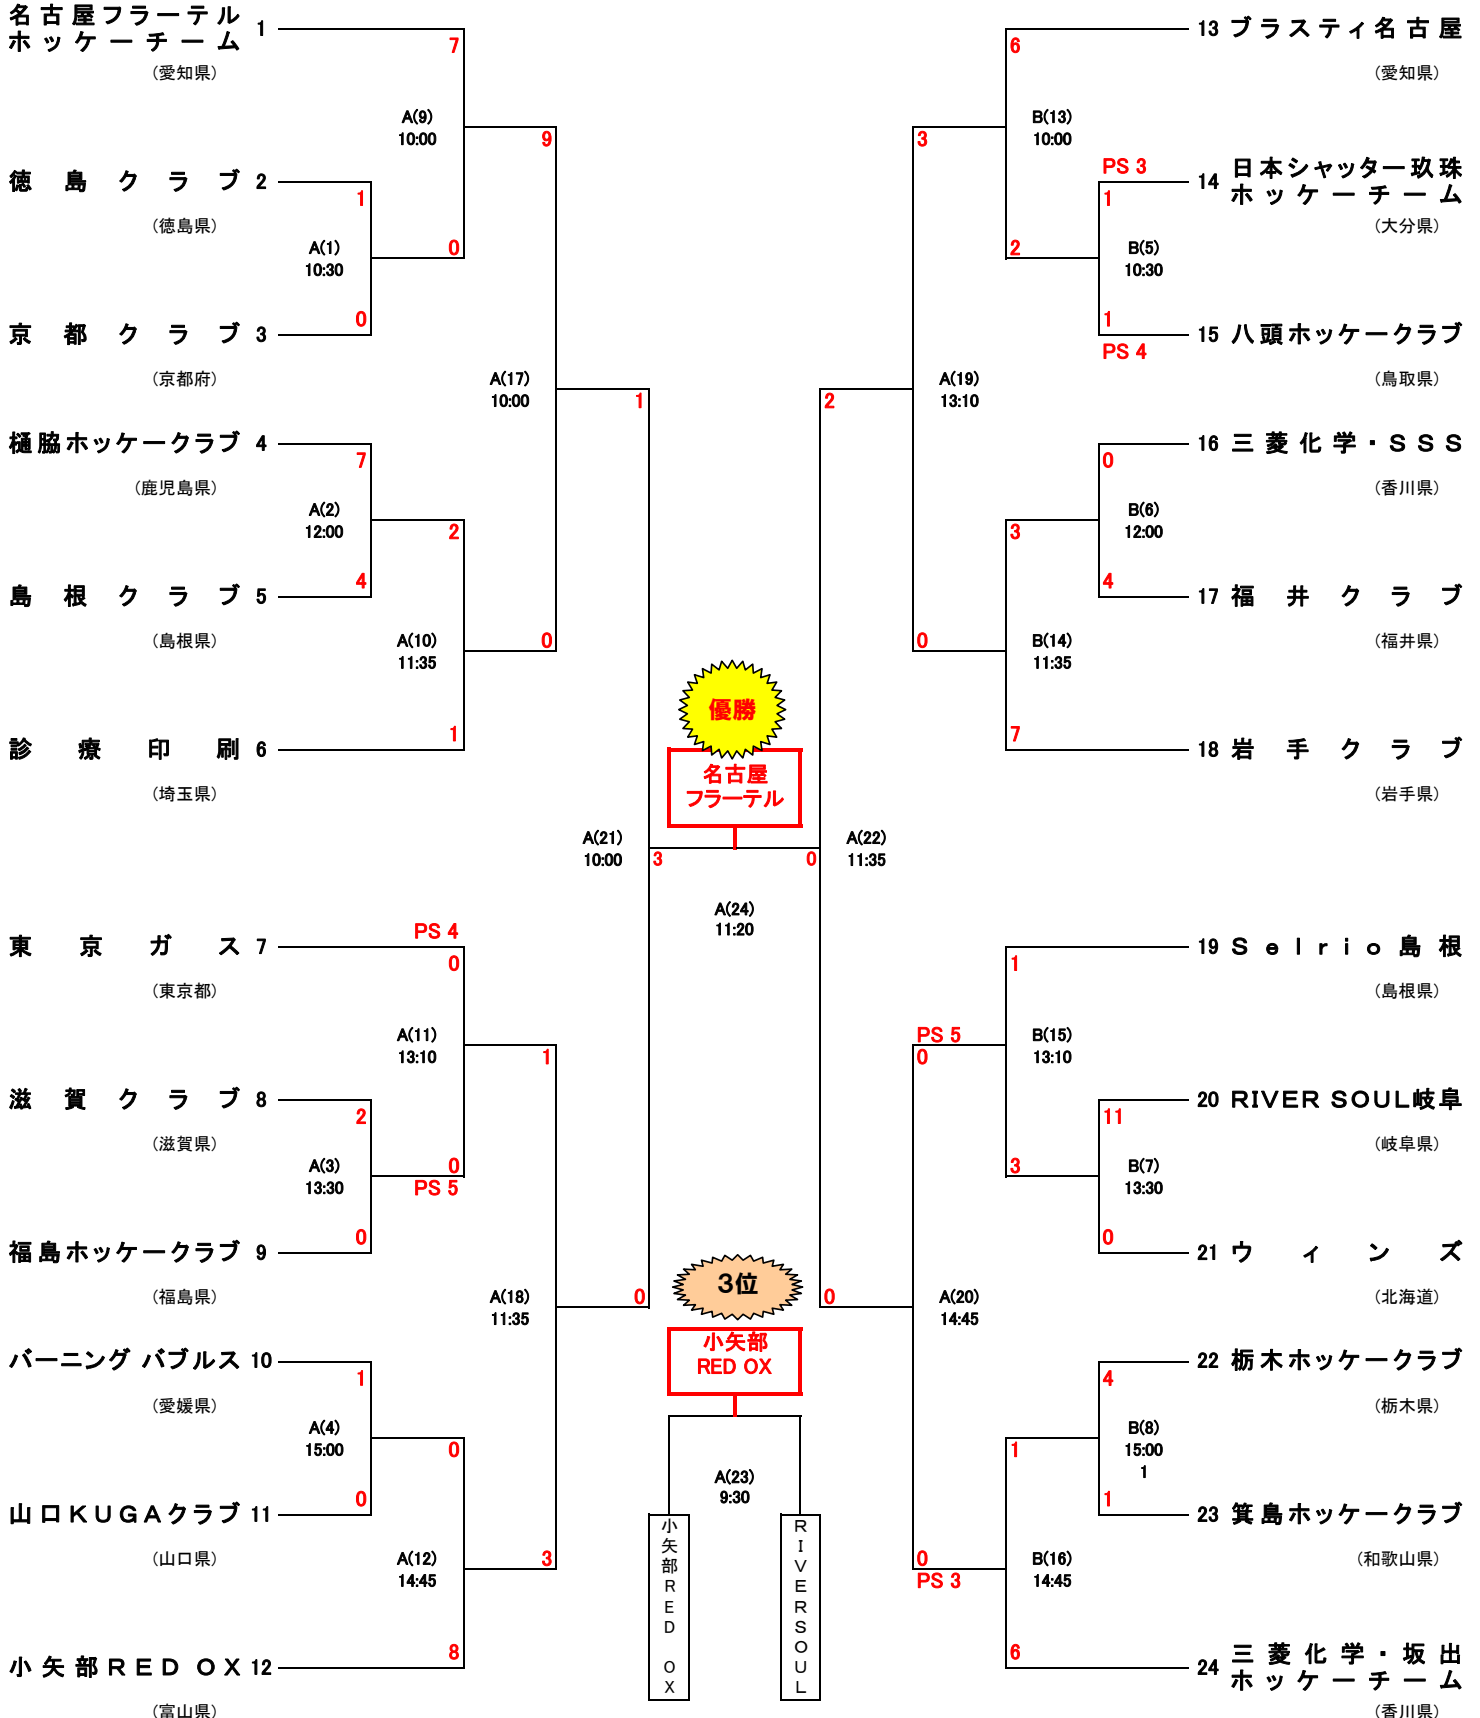 名古屋フラーテル
ホッケーチーム 1
（愛知県）
7
A(9)
10:00
9
徳島クラブ 2
（徳島県）
1
A(1)
10:30
0
0
京都クラブ 3
（京都府）
A(17)
10:00
1
樋脇ホッケークラブ 4
（鹿児島県）
7
A(2)
12:00
2
4
島根クラブ 5
（島根県）
A(10)
11:35
0
1
診療印刷 6
（埼玉県）
A(21)
10:00
3
東京ガス 7
（東京都）
PS 4
0
A(11)
13:10
1
滋賀クラブ 8
（滋賀県）
2
A(3)
13:30
0
PS 5
0
福島ホッケークラブ 9
（福島県）
A(18)
11:35
0
バーニング バブルス 10
（愛媛県）
1
A(4)
15:00
0
0
山口KUGAクラブ 11
（山口県）
A(12)
14:45
3
8
小矢部RED OX 12
（富山県）
優勝
名古屋
フラーテル
A(24)
11:20
3位
小矢部
RED OX
A(23)
9:30
小矢部RED OX
RIVERSOUL
13 ブラスティ名古屋
（愛知県）
6
B(13)
10:00
3
PS 3
14 日本シャッター玖珠
ホッケーチーム
（大分県）
1
B(5)
10:30
2
1
PS 4
15 八頭ホッケークラブ
（鳥取県）
A(19)
13:10
2
16 三菱化学・SSS
（香川県）
0
B(6)
12:00
3
4
17 福井クラブ
（福井県）
B(14)
11:35
0
7
18 岩手クラブ
（岩手県）
A(22)
11:35
0
19 Selrio島根
（島根県）
1
B(15)
13:10
PS 5
0
20 RIVER SOUL岐阜
（岐阜県）
11
B(7)
13:30
3
0
21 ウィンズ
（北海道）
A(20)
14:45
0
22 栃木ホッケークラブ
（栃木県）
4
B(8)
15:00
1
1
1
23 箕島ホッケークラブ
（和歌山県）
B(16)
14:45
0
PS 3
6
24 三菱化学・坂出
ホッケーチーム
（香川県）